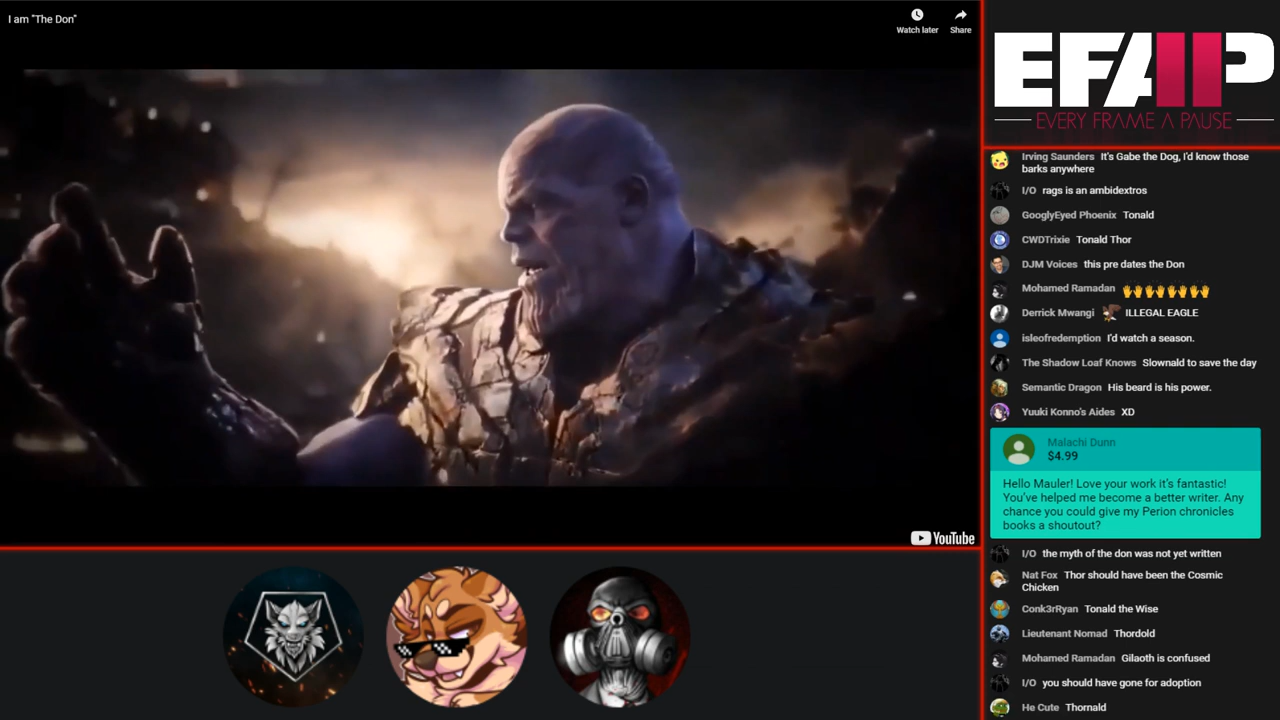 I am "The Don"
Watch later
Share
YouTube
EFAP
EVERY FRAME A PAUSE
Irving Saunders It's Gabe the Dog, I'd know those
barks anywhere
I/O rags is an ambidextros
GooglyEyed Phoenix Tonald
CWDTrixie Tonald Thor
DJM Voices this pre dates the Don
Mohamed Ramadan 🙌🙌🙌🙌🙌🙌🙌🙌
Derrick Mwangi ILLEGAL EAGLE
isleofredemption I'd watch a season.
The Shadow Loaf Knows Slownald to save the day
Semantic Dragon His beard is his power.
Yuuki Konno's Aides XD
Malachi Dunn
$4.99
Hello Mauler! Love your work it's fantastic!
You've helped me become a better writer. Any
chance you could give my Perion chronicles
books a shoutout?
I/O the myth of the don was not yet written
Nat Fox Thor should have been the Cosmic
Chicken
Conk3rRyan Tonald the Wise
Lieutenant Nomad Thordold
Mohamed Ramadan Gilaoth is confused
I/O you should have gone for adoption
He Cute Thornald